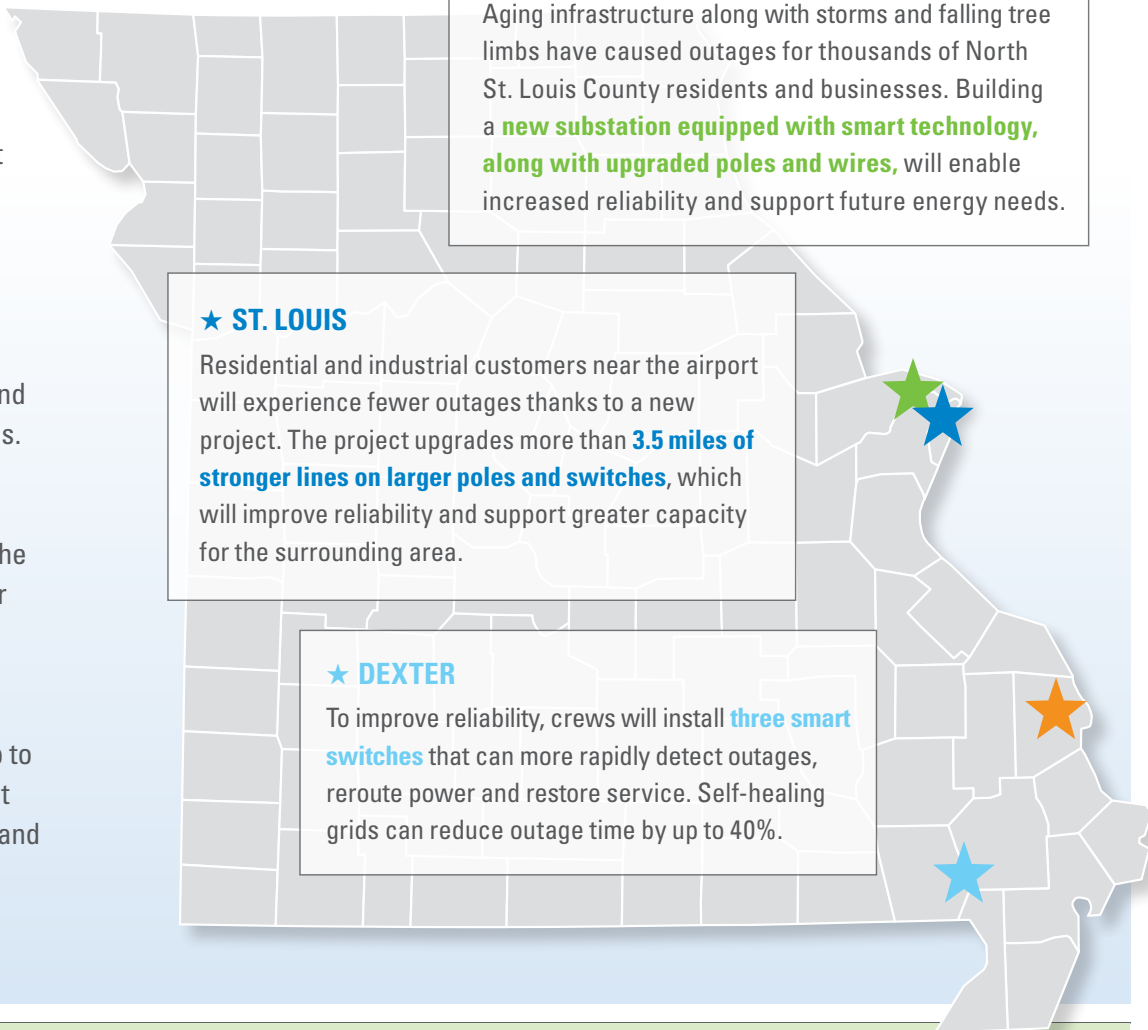 Aging infrastructure along with storms and falling tree
limbs have caused outages for thousands of North
St. Louis County residents and businesses. Building
a new substation equipped with smart technology,
along with upgraded poles and wires, will enable
increased reliability and support future energy needs.
★ ST. LOUIS
Residential and industrial customers near the airport
will experience fewer outages thanks to a new
project. The project upgrades more than 3.5 miles of
stronger lines on larger poles and switches, which
will improve reliability and support greater capacity
for the surrounding area.
★ DEXTER
To improve reliability, crews will install three smart
switches that can more rapidly detect outages,
reroute power and restore service. Self-healing
grids can reduce outage time by up to 40%.
to
and